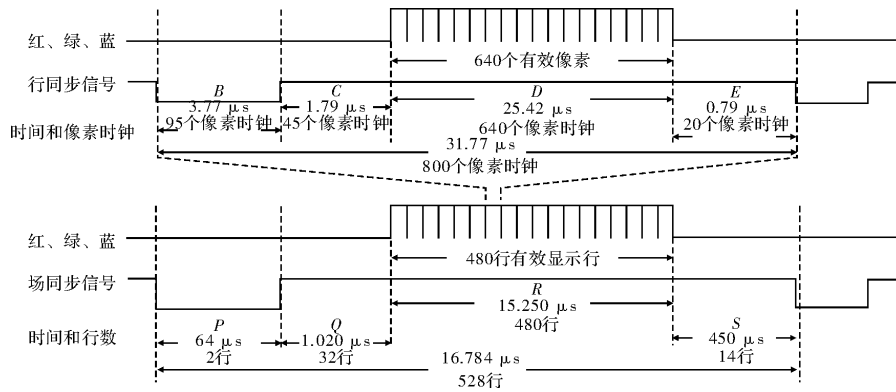 红、绿、蓝
640个有效像素
行同步信号
B
C
D
E
3.77 μs
1.79 μs
25.42 μs
0.79 μs
时间和像素时钟
95个像素时钟
45个像素时钟
640个像素时钟
20个像素时钟
31.77 μs
800个像素时钟
红、绿、蓝
480行有效显示行
场同步信号
P
Q
R
S
时间和行数
64 μs
1.020 μs
15.250 μs
450 μs
2行
32行
480行
14行
16.784 μs
528行